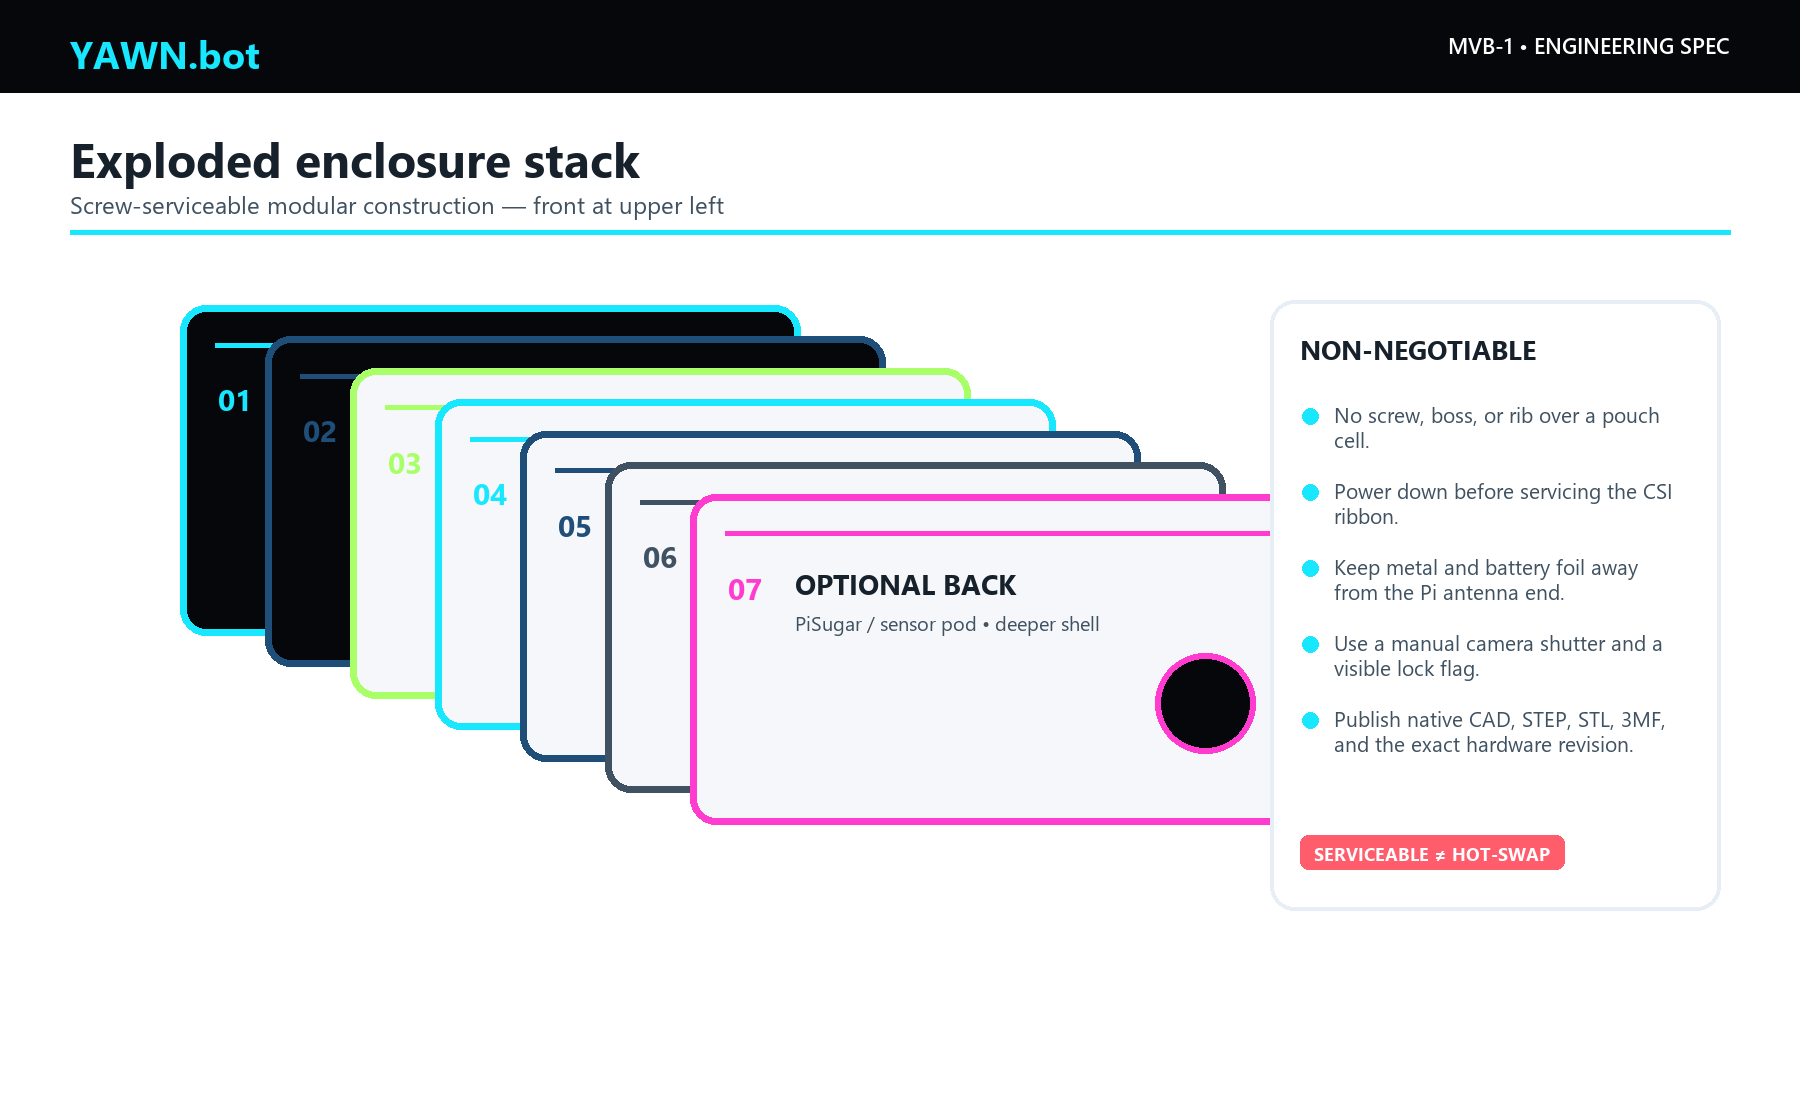 YAWN.bot
MVB-1 • ENGINEERING SPEC
Exploded enclosure stack
Screw-serviceable modular construction — front at upper left
01
02
03
04
05
06
07
OPTIONAL BACK
PiSugar / sensor pod • deeper shell
NON-NEGOTIABLE
No screw, boss, or rib over a pouch
cell.
Power down before servicing the CSI
ribbon.
Keep metal and battery foil away
from the Pi antenna end.
Use a manual camera shutter and a
visible lock flag.
Publish native CAD, STEP, STL, 3MF,
and the exact hardware revision.
SERVICEABLE ≠ HOT-SWAP